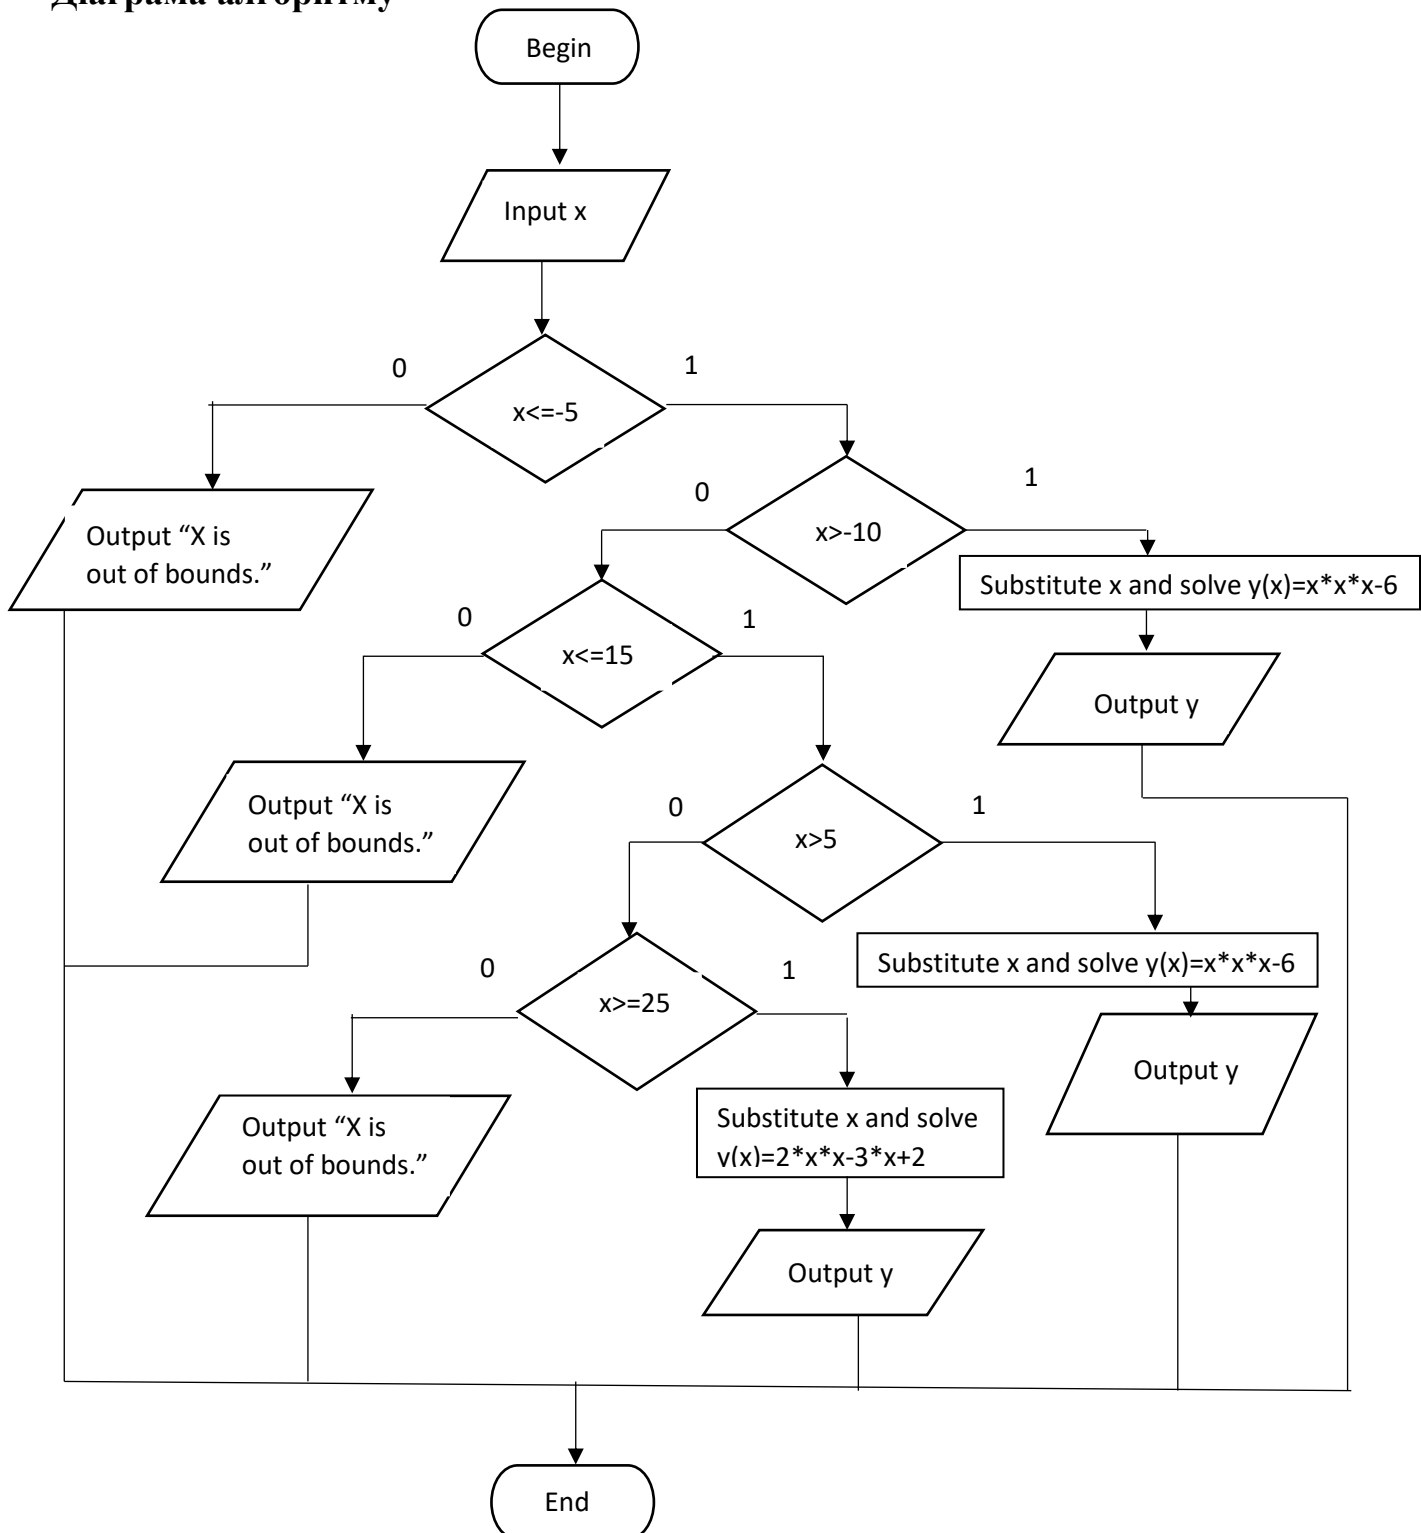 Діаграма алгоритму
Begin
Input x
0
1
x<=-5
0
1
x>-10
Output “X is
out of bounds.”
Substitute x and solve y(x)=x*x*x-6
0
1
x<=15
Output y
Output “X is
out of bounds.”
0
1
x>5
Substitute x and solve y(x)=x*x*x-6
0
1
x>=25
Output y
Output “X is
out of bounds.”
Substitute x and solve
y(x)=2*x*x-3*x+2
Output y
End